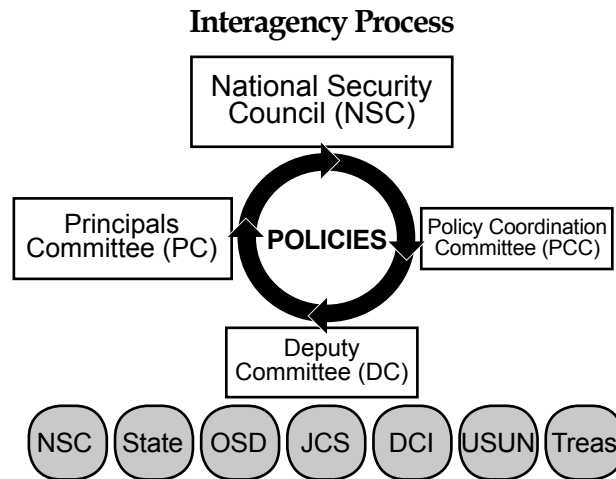 Interagency Process
National Security
Council (NSC)
Principals
Committee (PC)
POLICIES
Policy Coordination
Committee (PCC)
Deputy
Committee (DC)
NSC State OSD JCS DCI USUN Treas